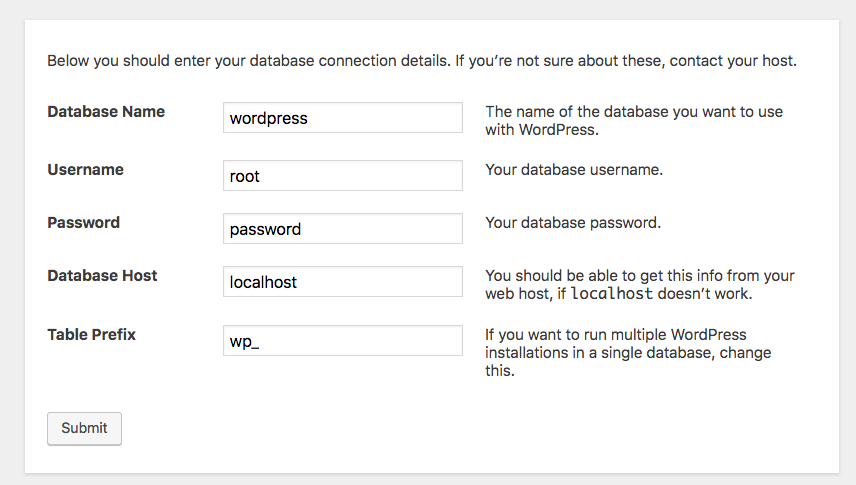 Below you should enter your database connection details. If you’re not sure about these, contact your host.
Database Name
wordpress
The name of the database you want to use
with WordPress.
Username
root
Your database username.
Password
password
Your database password.
Database Host
localhost
You should be able to get this info from your
web host, if localhost doesn’t work.
Table Prefix
wp_
If you want to run multiple WordPress
installations in a single database, change
this.
Submit